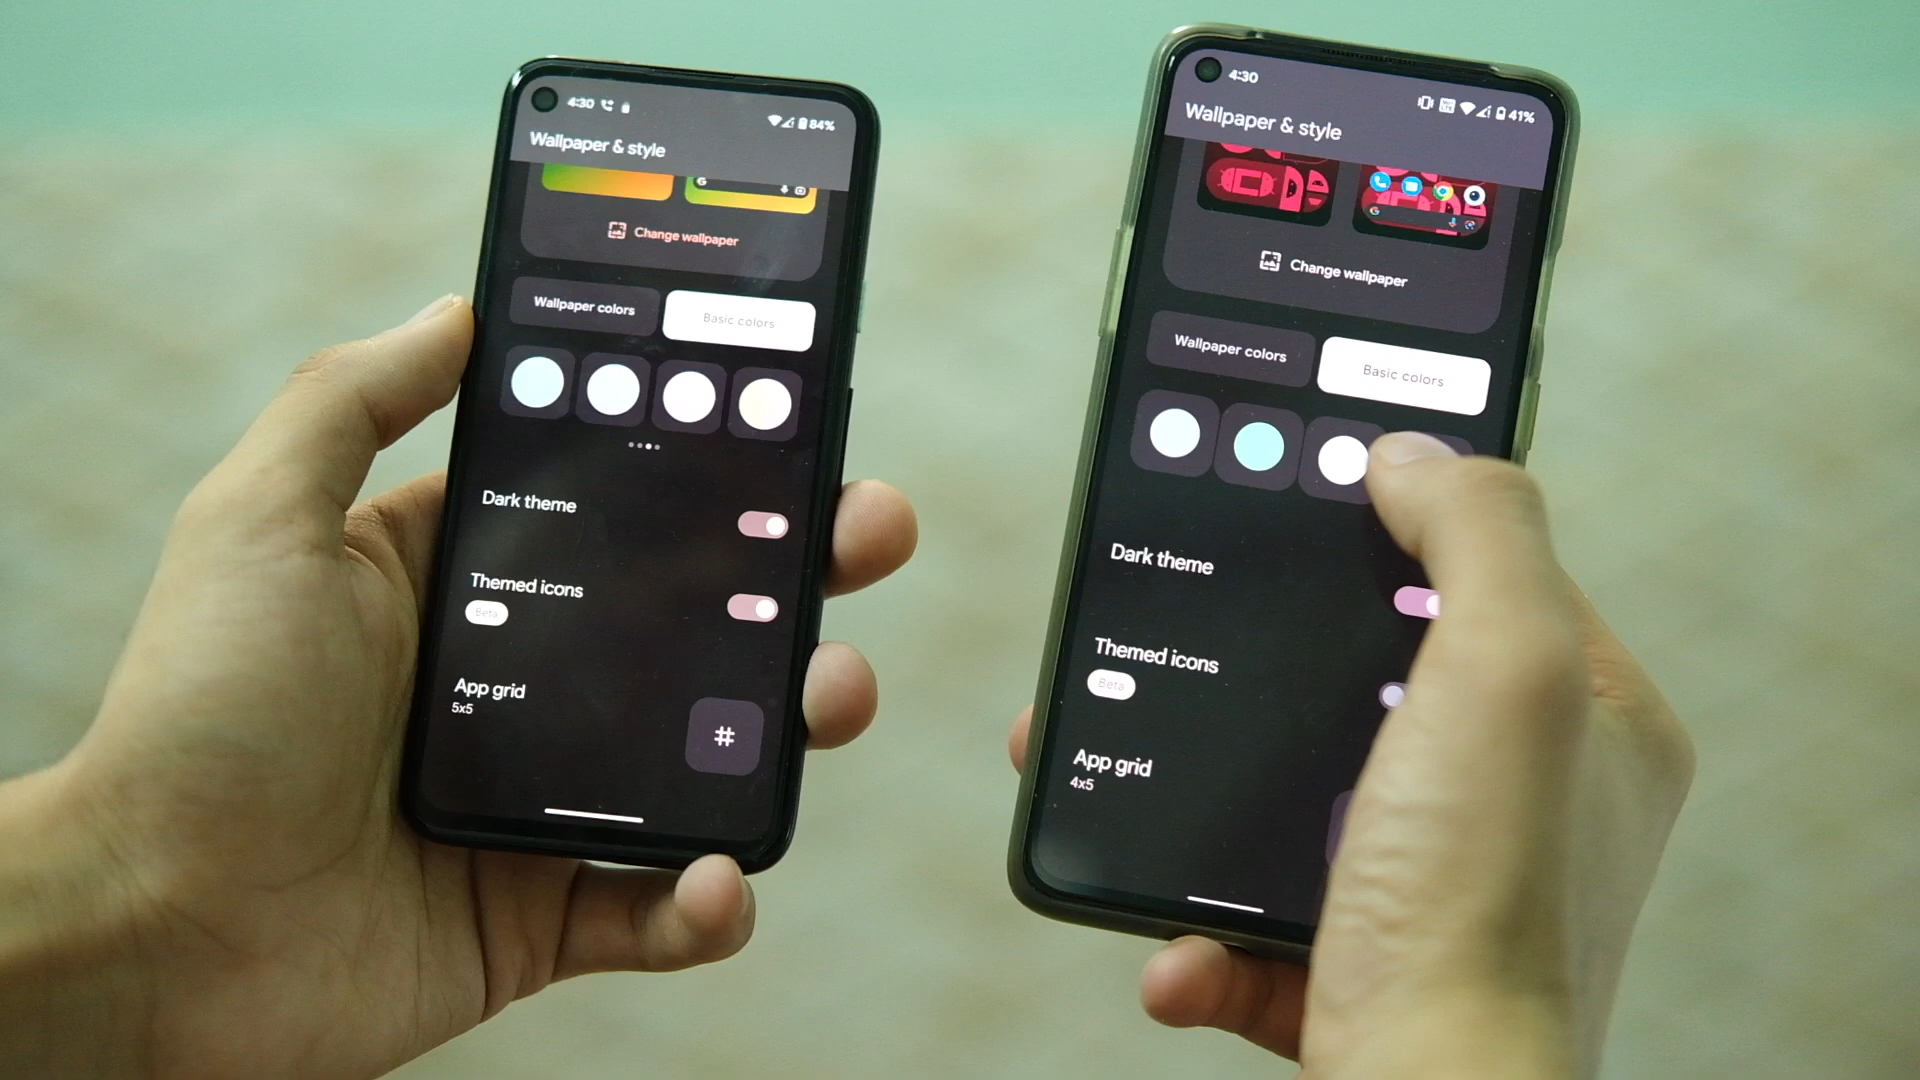 4:30
84%
Wallpaper & style
G
Change wallpaper
Wallpaper colors
Basic colors
Dark theme
Themed icons
Beta
App grid
5x5
#
4:30
41%
Wallpaper & style
G
Change wallpaper
Wallpaper colors
Basic colors
Dark theme
Themed icons
Beta
App grid
4x5